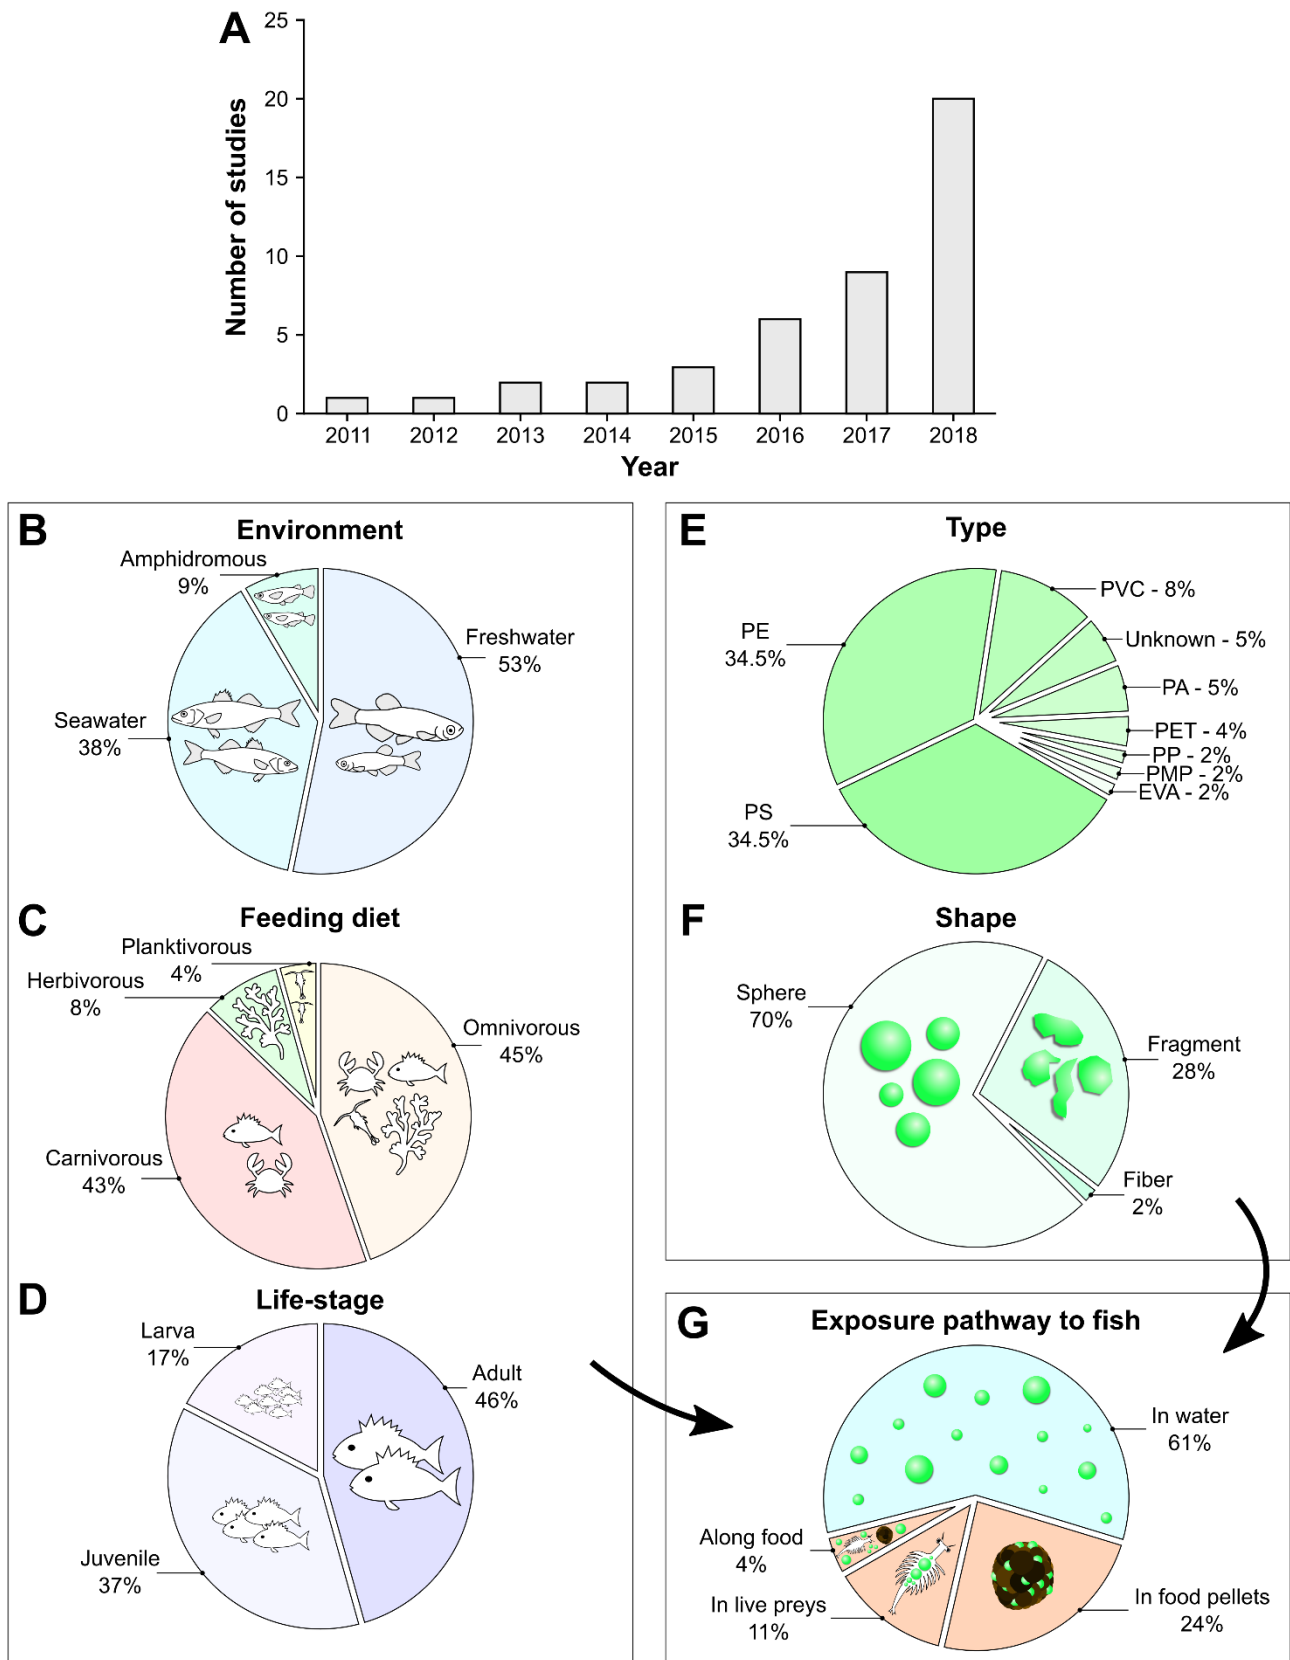 A
25
20
15
10
5
0
Number of studies
2011 2012 2013 2014 2015 2016 2017 2018
Year
B
Environment
Amphidromous
9%
Freshwater
53%
Seawater
38%
C
Feeding diet
Planktivorous
4%
Herbivorous
8%
Omnivorous
45%
Carnivorous
43%
D
Life-stage
Larva
17%
Adult
46%
Juvenile
37%
E
Type
PVC - 8%
PE
34.5%
Unknown - 5%
PA - 5%
PET - 4%
PP - 2%
PMP - 2%
EVA - 2%
PS
34.5%
F
Shape
Sphere
70%
Fragment
28%
Fiber
2%
G
Exposure pathway to fish
In water
61%
Along food
4%
In live preys
11%
In food pellets
24%